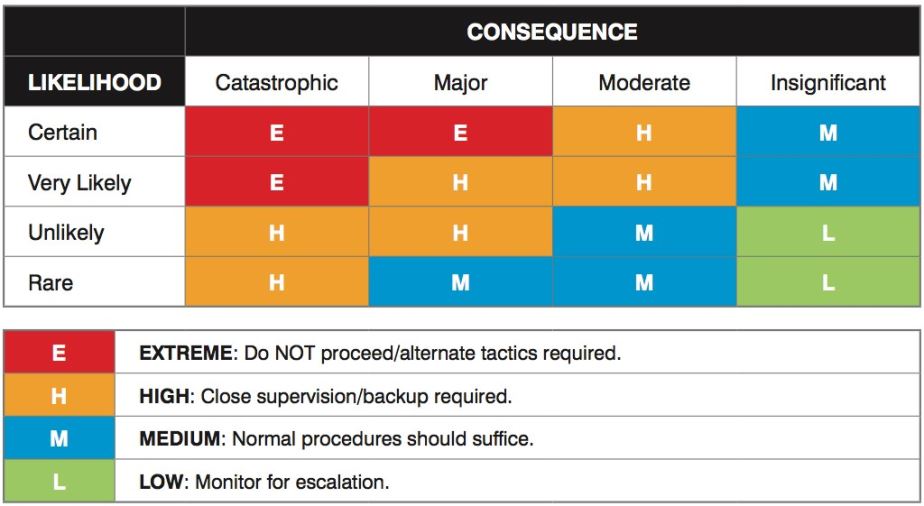 CONSEQUENCE
LIKELIHOOD Catastrophic Major Moderate Insignificant
Certain E E H M
Very Likely E H H M
Unlikely H H M L
Rare H M M L
E EXTREME: Do NOT proceed/alternate tactics required.
H HIGH: Close supervision/backup required.
M MEDIUM: Normal procedures should suffice.
L LOW: Monitor for escalation.